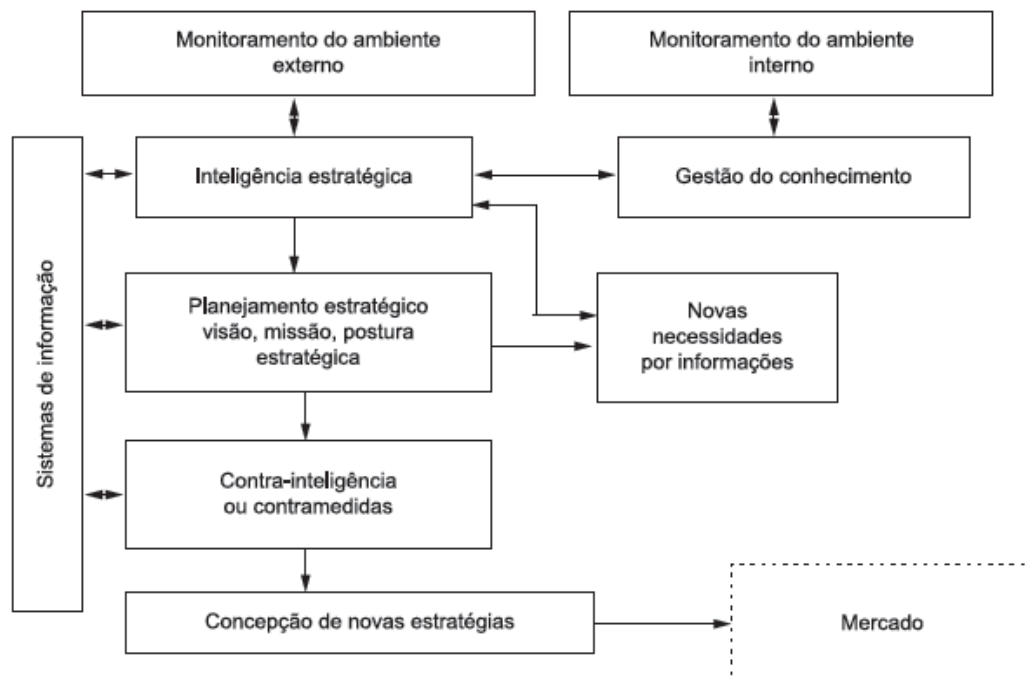 Monitoramento do ambiente
externo
Monitoramento do ambiente
interno
Inteligência estratégica
Gestão do conhecimento
Sistemas de informação
Planejamento estratégico
visão, missão, postura
estratégica
Novas
necessidades
por informações
Contra-inteligência
ou contramedidas
Concepção de novas estratégias
Mercado